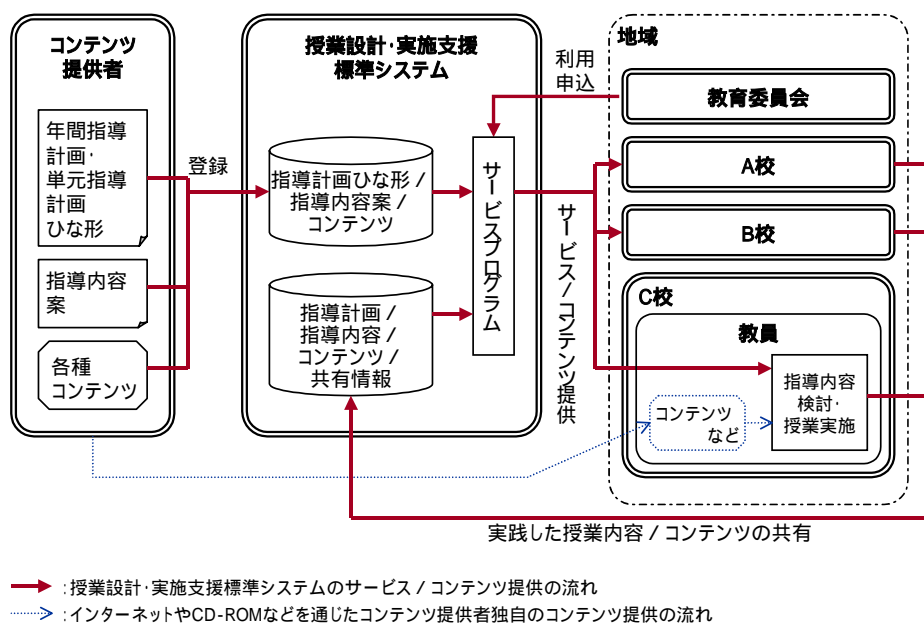 コンテンツ
提供者
年間指導
計画・
単元指導
計画
ひな形
指導内容
案
各種
コンテンツ
登録
授業設計・実施支援
標準システム
指導計画ひな形 /
指導内容案 /
コンテンツ
指導計画 /
指導内容 /
コンテンツ /
共有情報
サービスプログラム
利用
申込
サービス / コンテンツ提供
地域
教育委員会
A校
B校
C校
教員
コンテンツ
など
指導内容
検討・
授業実施
実践した授業内容 / コンテンツの共有
:授業設計・実施支援標準システムのサービス / コンテンツ提供の流れ
:インターネットやCD-ROMなどを通じたコンテンツ提供者独自のコンテンツ提供の流れ